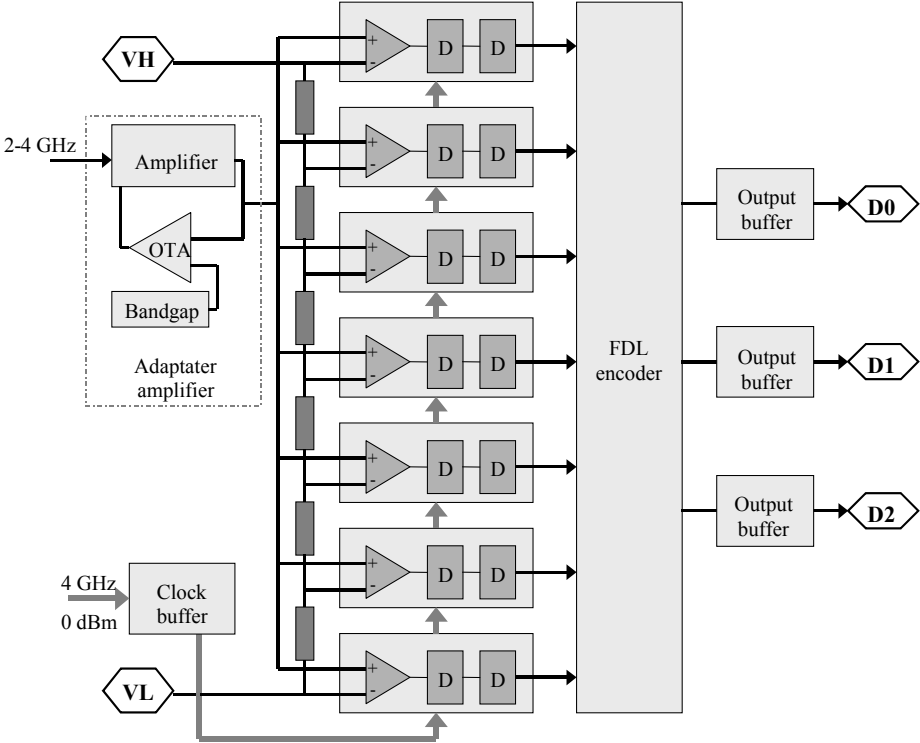 VH
+
-
D D
2-4 GHz
Amplifier
OTA
Bandgap
Adaptater
amplifier
+
-
D D
+
-
D D
+
-
D D
+
-
D D
+
-
D D
+
-
D D
4 GHz
0 dBm
Clock
buffer
VL
FDL
encoder
Output
buffer
D0
Output
buffer
D1
Output
buffer
D2